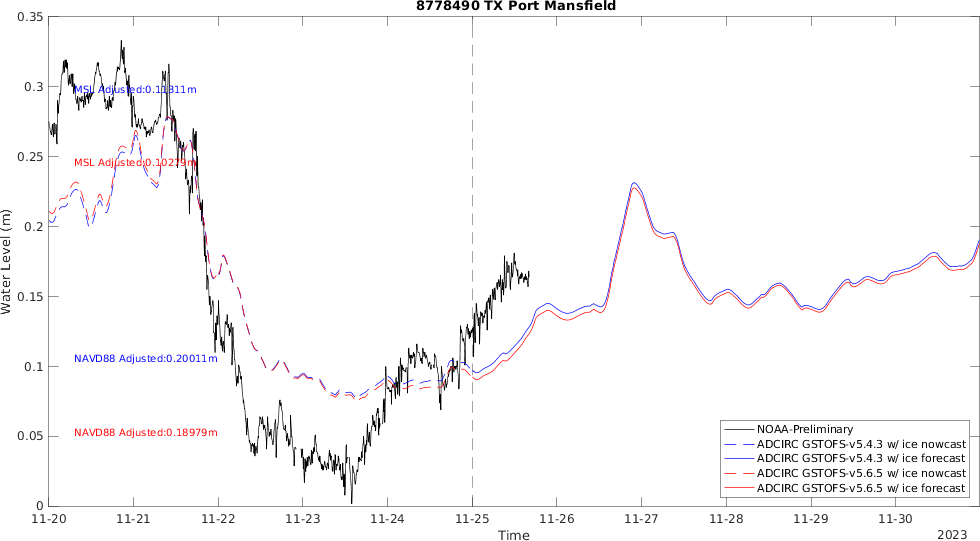 8778490 TX Port Mansfield
0.35
0.3
0.25
0.2
0.15
0.1
0.05
0
Water Level (m)
MSL Adjusted:0.11311m
MSL Adjusted:0.10279m
NAVD88 Adjusted:0.20011m
NAVD88 Adjusted:0.18979m
NOAA-Preliminary
ADCIRC GSTOFS-v5.4.3 w/ ice nowcast
ADCIRC GSTOFS-v5.4.3 w/ ice forecast
ADCIRC GSTOFS-v5.6.5 w/ ice nowcast
ADCIRC GSTOFS-v5.6.5 w/ ice forecast
11-20 11-21 11-22 11-23 11-24 11-25 11-26 11-27 11-28 11-29 11-30
Time
2023